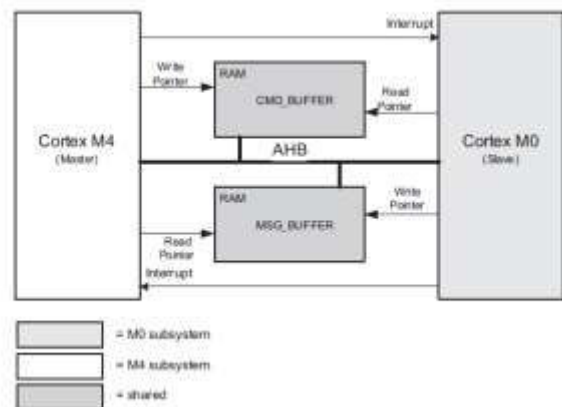 Interrupt
Write
Pointer
RAM
CMD_BUFFER
Read
Pointer
Cortex M4
(Master)
AHB
Cortex M0
(Slave)
RAM
MSG_BUFFER
Write
Pointer
Read
Pointer
Interrupt
= M0 subsystem
= M4 subsystem
= shared